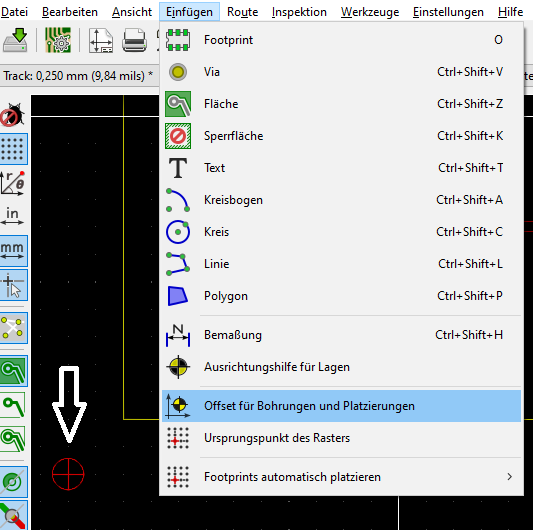 Datei Bearbeiten Ansicht Einfügen Route Inspektion Werkzeuge Einstellungen Hilfe
Track: 0,250 mm (9,84 mils) *
Footprint O
Via Ctrl+Shift+V
Fläche Ctrl+Shift+Z
Sperrfläche Ctrl+Shift+K
Text Ctrl+Shift+T
Kreisbogen Ctrl+Shift+A
Kreis Ctrl+Shift+C
Linie Ctrl+Shift+L
Polygon Ctrl+Shift+P
Bemaßung Ctrl+Shift+H
Ausrichtungshilfe für Lagen
Offset für Bohrungen und Platzierungen
Ursprungspunkt des Rasters
Footprints automatisch platzieren
r θ
in
mm
T
N